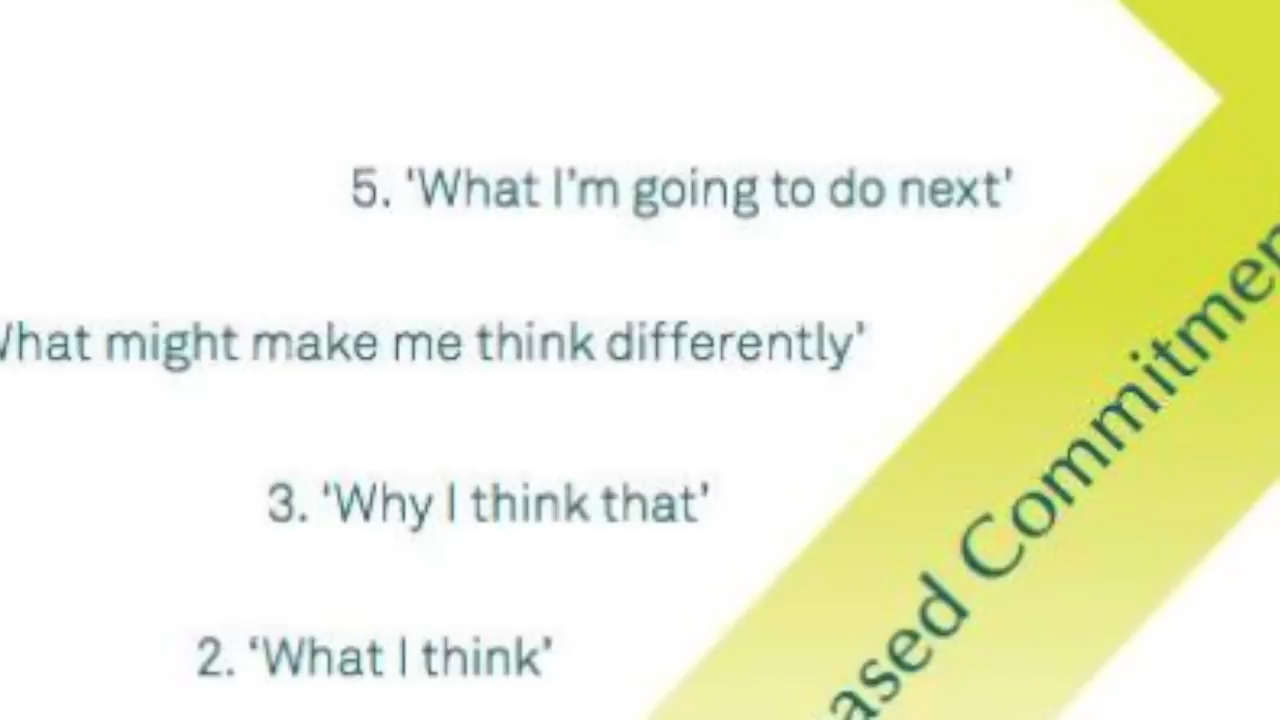 5. ‘What I’m going to do next’
What might make me think differently’
3. ‘Why I think that’
2. ‘What I think’
ased Commitmen